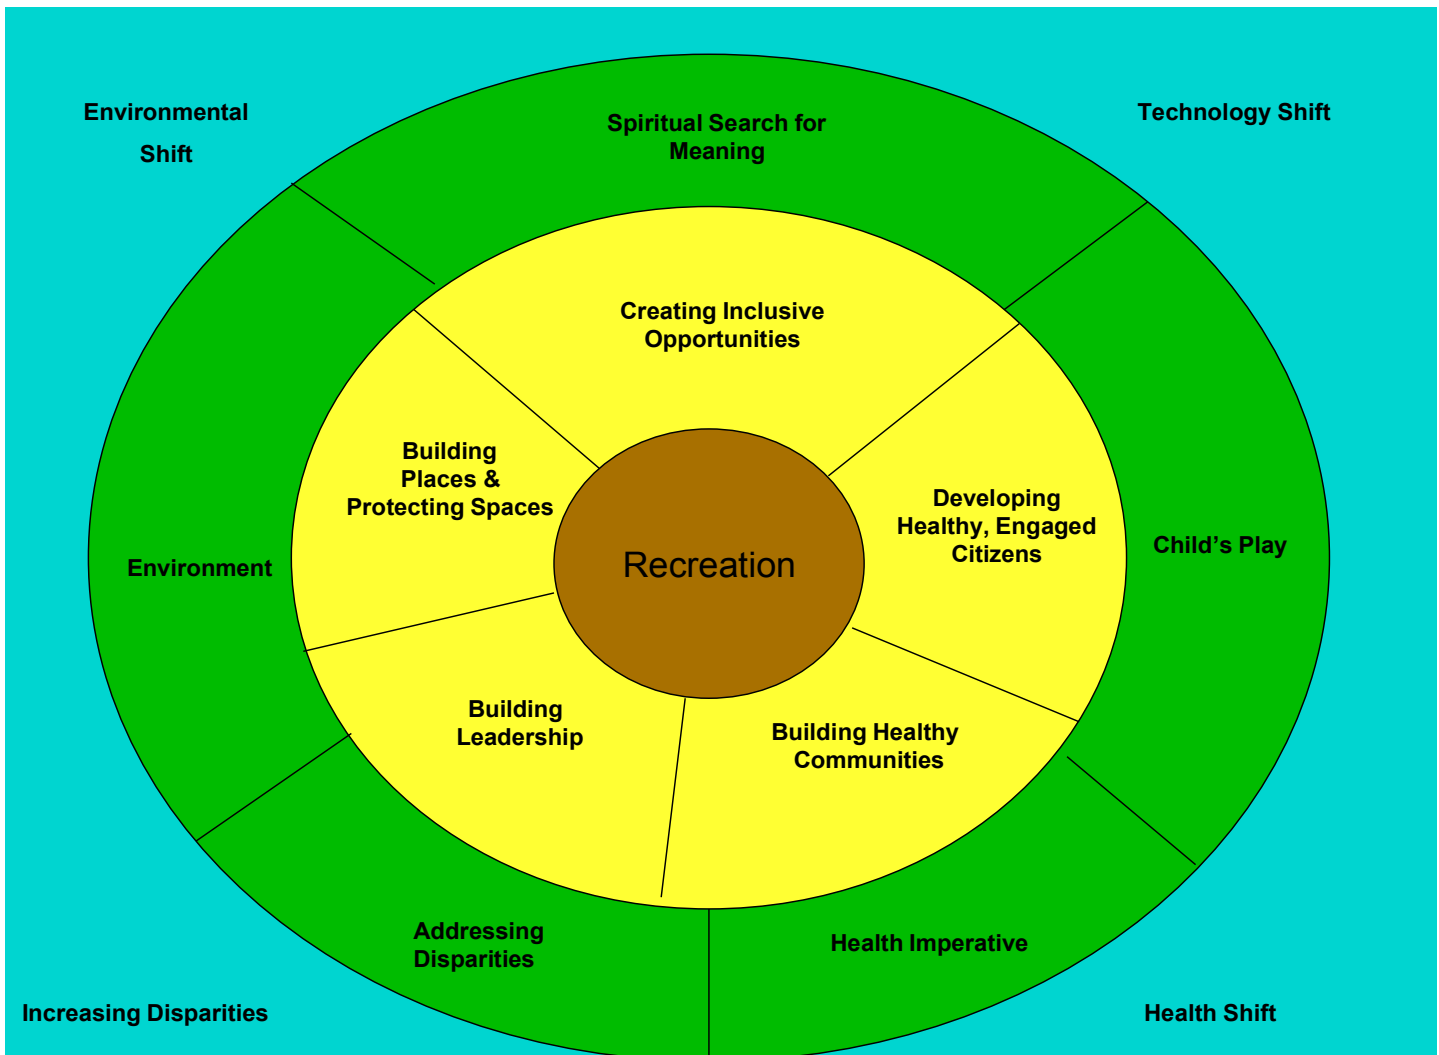 Environmental
Shift
Technology Shift
Spiritual Search for
Meaning
Creating Inclusive
Opportunities
Building
Places &
Protecting Spaces
Developing
Healthy, Engaged
Citizens
Child’s Play
Recreation
Environment
Building
Leadership
Building Healthy
Communities
Addressing
Disparities
Health Imperative
Increasing Disparities
Health Shift